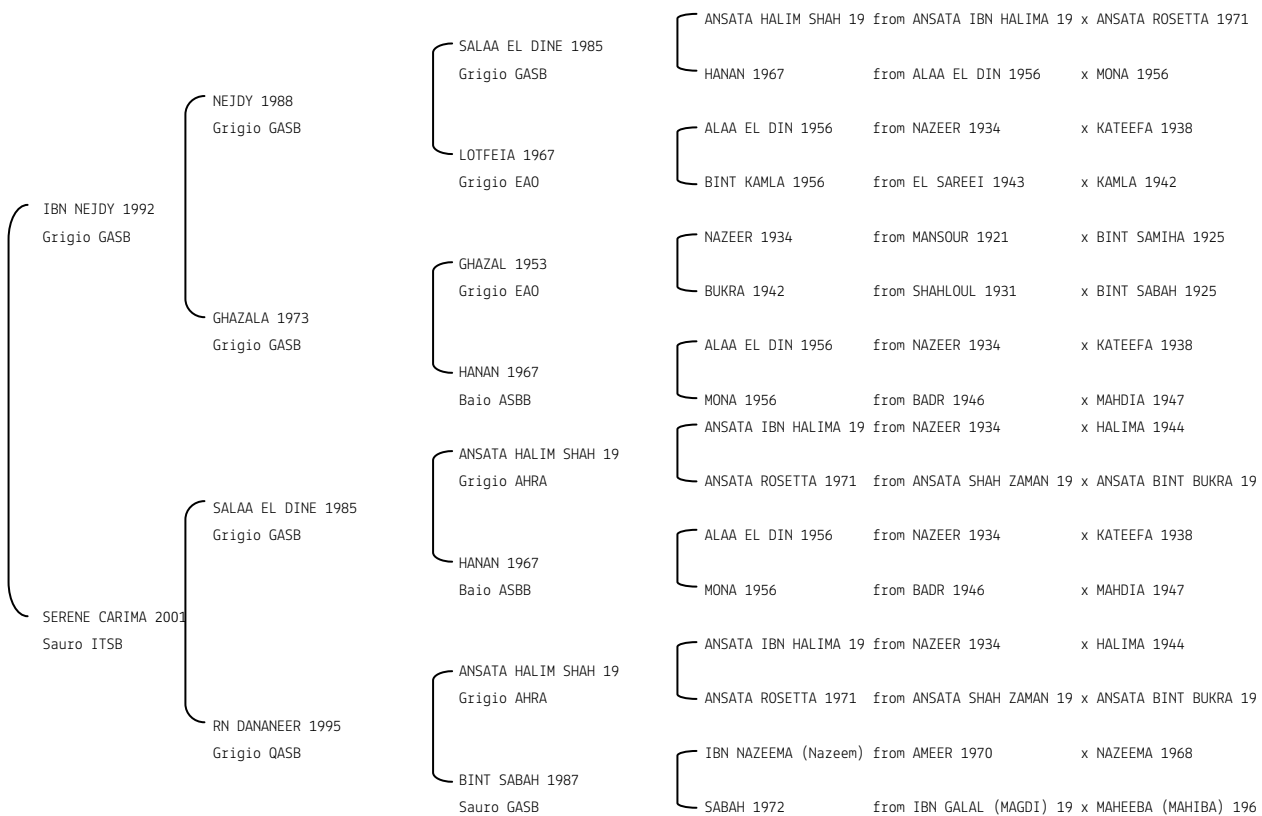 ANSATA HALIM SHAH 19 from ANSATA IBN HALIMA 19 x ANSATA ROSETTA 1971
SALAA EL DINE 1985
Grigio GASB
HANAN 1967 from ALAA EL DIN 1956 x MONA 1956
NEJDY 1988
Grigio GASB
ALAA EL DIN 1956 from NAZEER 1934 x KATEEFA 1938
LOTFEIA 1967
Grigio EAO
BINT KAMLA 1956 from EL SAREEI 1943 x KAMLA 1942
IBN NEJDY 1992
Grigio GASB
NAZEER 1934 from MANSOUR 1921 x BINT SAMIHA 1925
GHAZAL 1953
Grigio EAO
BUKRA 1942 from SHAHLOUL 1931 x BINT SABAH 1925
GHAZALA 1973
Grigio GASB
ALAA EL DIN 1956 from NAZEER 1934 x KATEEFA 1938
HANAN 1967
Baio ASBB
MONA 1956 from BADR 1946 x MAHDIA 1947
ANSATA IBN HALIMA 19 from NAZEER 1934 x HALIMA 1944
ANSATA HALIM SHAH 19
Grigio AHRA
ANSATA ROSETTA 1971 from ANSATA SHAH ZAMAN 19 x ANSATA BINT BUKRA 19
SALAA EL DINE 1985
Grigio GASB
ALAA EL DIN 1956 from NAZEER 1934 x KATEEFA 1938
HANAN 1967
Baio ASBB
MONA 1956 from BADR 1946 x MAHDIA 1947
SERENE CARIMA 2001
Sauro ITSB
ANSATA IBN HALIMA 19 from NAZEER 1934 x HALIMA 1944
ANSATA HALIM SHAH 19
Grigio AHRA
ANSATA ROSETTA 1971 from ANSATA SHAH ZAMAN 19 x ANSATA BINT BUKRA 19
RN DANANEER 1995
Grigio QASB
IBN NAZEEMA (Nazeem) from AMEER 1970 x NAZEEMA 1968
BINT SABAH 1987
Sauro GASB
SABAH 1972 from IBN GALAL (MAGDI) 19 x MAHEEBA (MAHIBA) 196